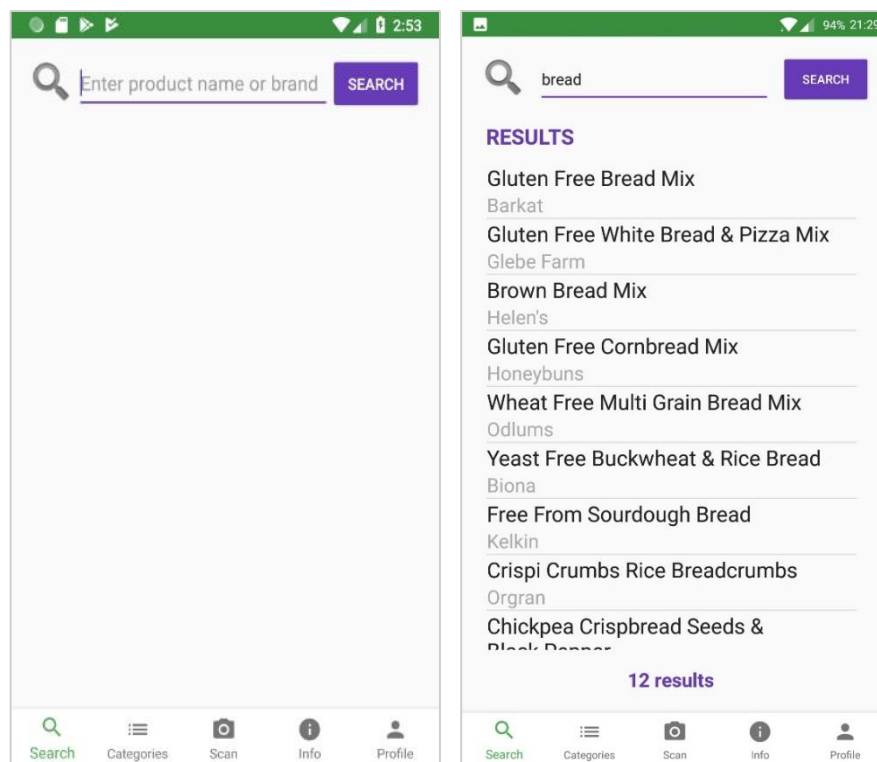 2:53
Enter product name or brand
SEARCH
Search
Categories
Scan
Info
Profile
94% 21:29
bread
SEARCH
RESULTS
Gluten Free Bread Mix
Barkat
Gluten Free White Bread & Pizza Mix
Glebe Farm
Brown Bread Mix
Helen's
Gluten Free Cornbread Mix
Honeybuns
Wheat Free Multi Grain Bread Mix
Odlums
Yeast Free Buckwheat & Rice Bread
Biona
Free From Sourdough Bread
Kelkin
Crispi Crumbs Rice Breadcrumbs
Orgran
Chickpea Crispbread Seeds &
Black Pepper
12 results
Search
Categories
Scan
Info
Profile